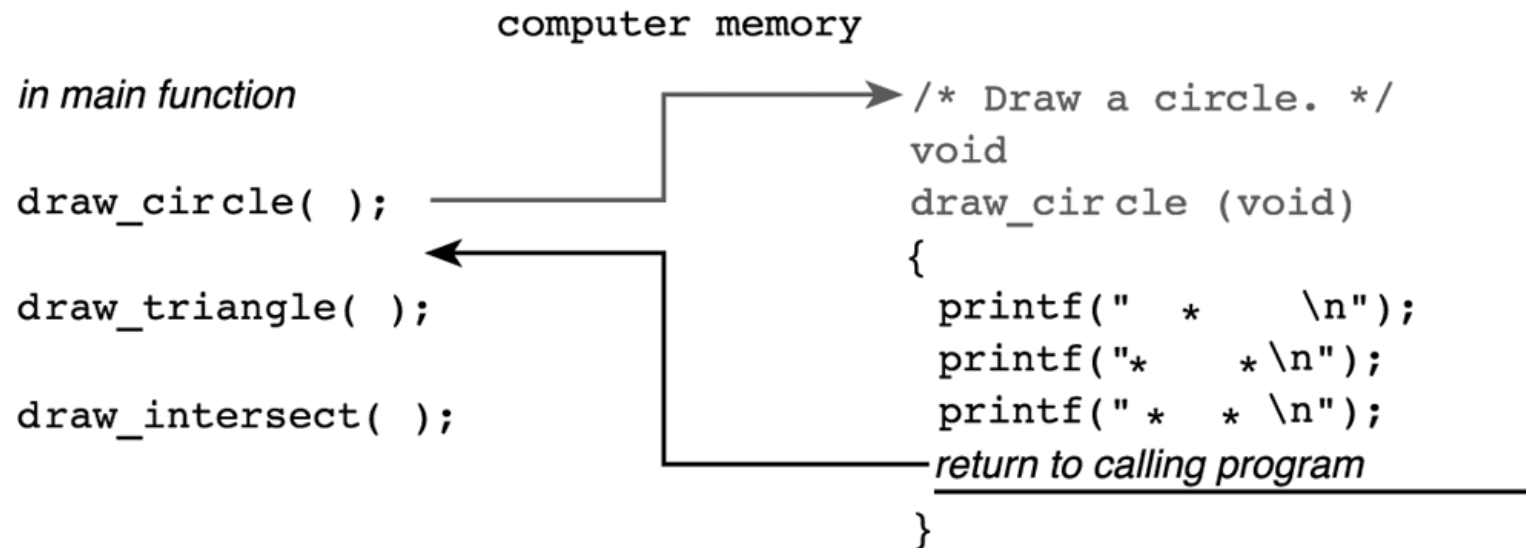 computer memory
in main function
draw_circle( );
draw_triangle( );
draw_intersect( );
/* Draw a circle. */
void
draw_circle (void)
{
printf("  *    \n");
printf("*    *\n");
printf(" *  * \n");
return to calling program
}